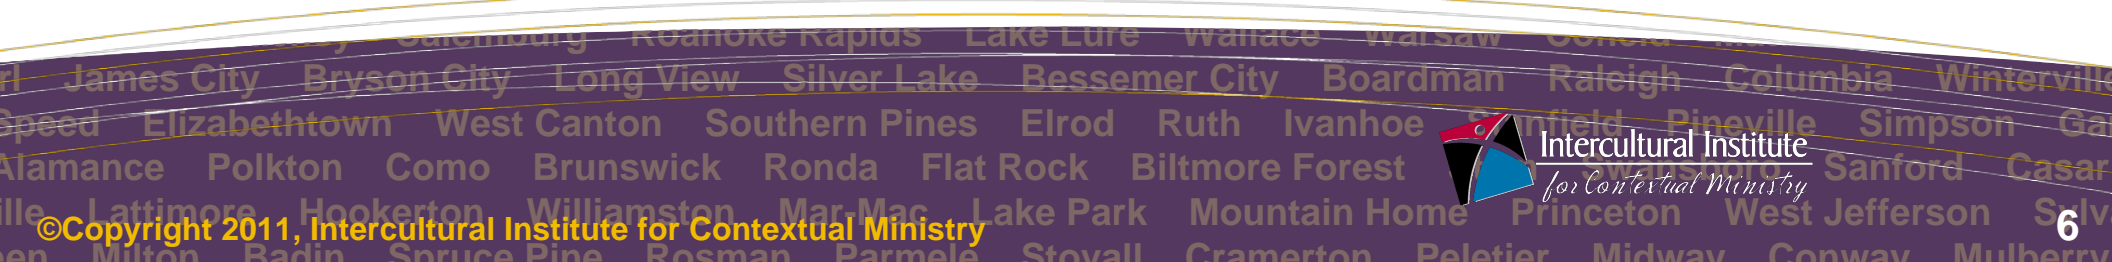 Salemburg Roanoke Rapids Lake Lure Wallace Warsaw
James City Bryson City Long View Silver Lake Bessemer City Boardman Raleigh Columbia Winterville
Speed Elizabethtown West Canton Southern Pines Elrod Ruth Ivanhoe Pineville Simpson
Intercultural Institute
Alamance Polkton Como Brunswick Ronda Flat Rock Biltmore Forest Swansboro Sanford Casar
for Contextual Ministry
Lattimore Hookerton Williamston Mar-Mac Lake Park Mountain Home Princeton West Jefferson
©Copyright 2011, Intercultural Institute for Contextual Ministry
6
Milton Badin Spruce Pine Rosman Parmele Stovall Cramerton Peletier Midway Conway Mulberry